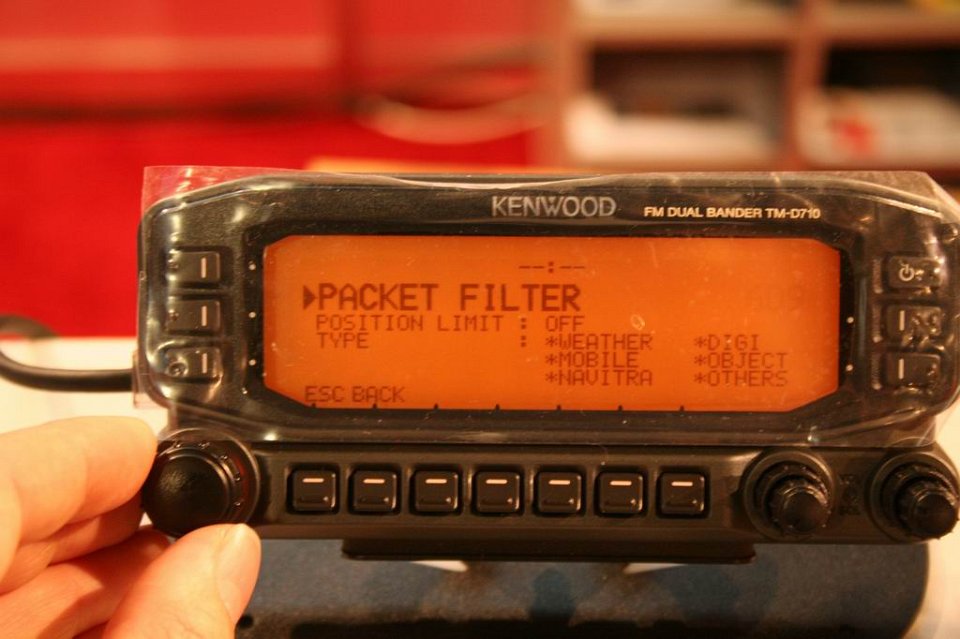 KENWOOD FM DUAL BANDER TM-D710
--:--
▶PACKET FILTER
POSITION LIMIT : OFF
TYPE : *WEATHER *DIGI
*MOBILE *OBJECT
*NAVITRA *OTHERS
ESC BACK